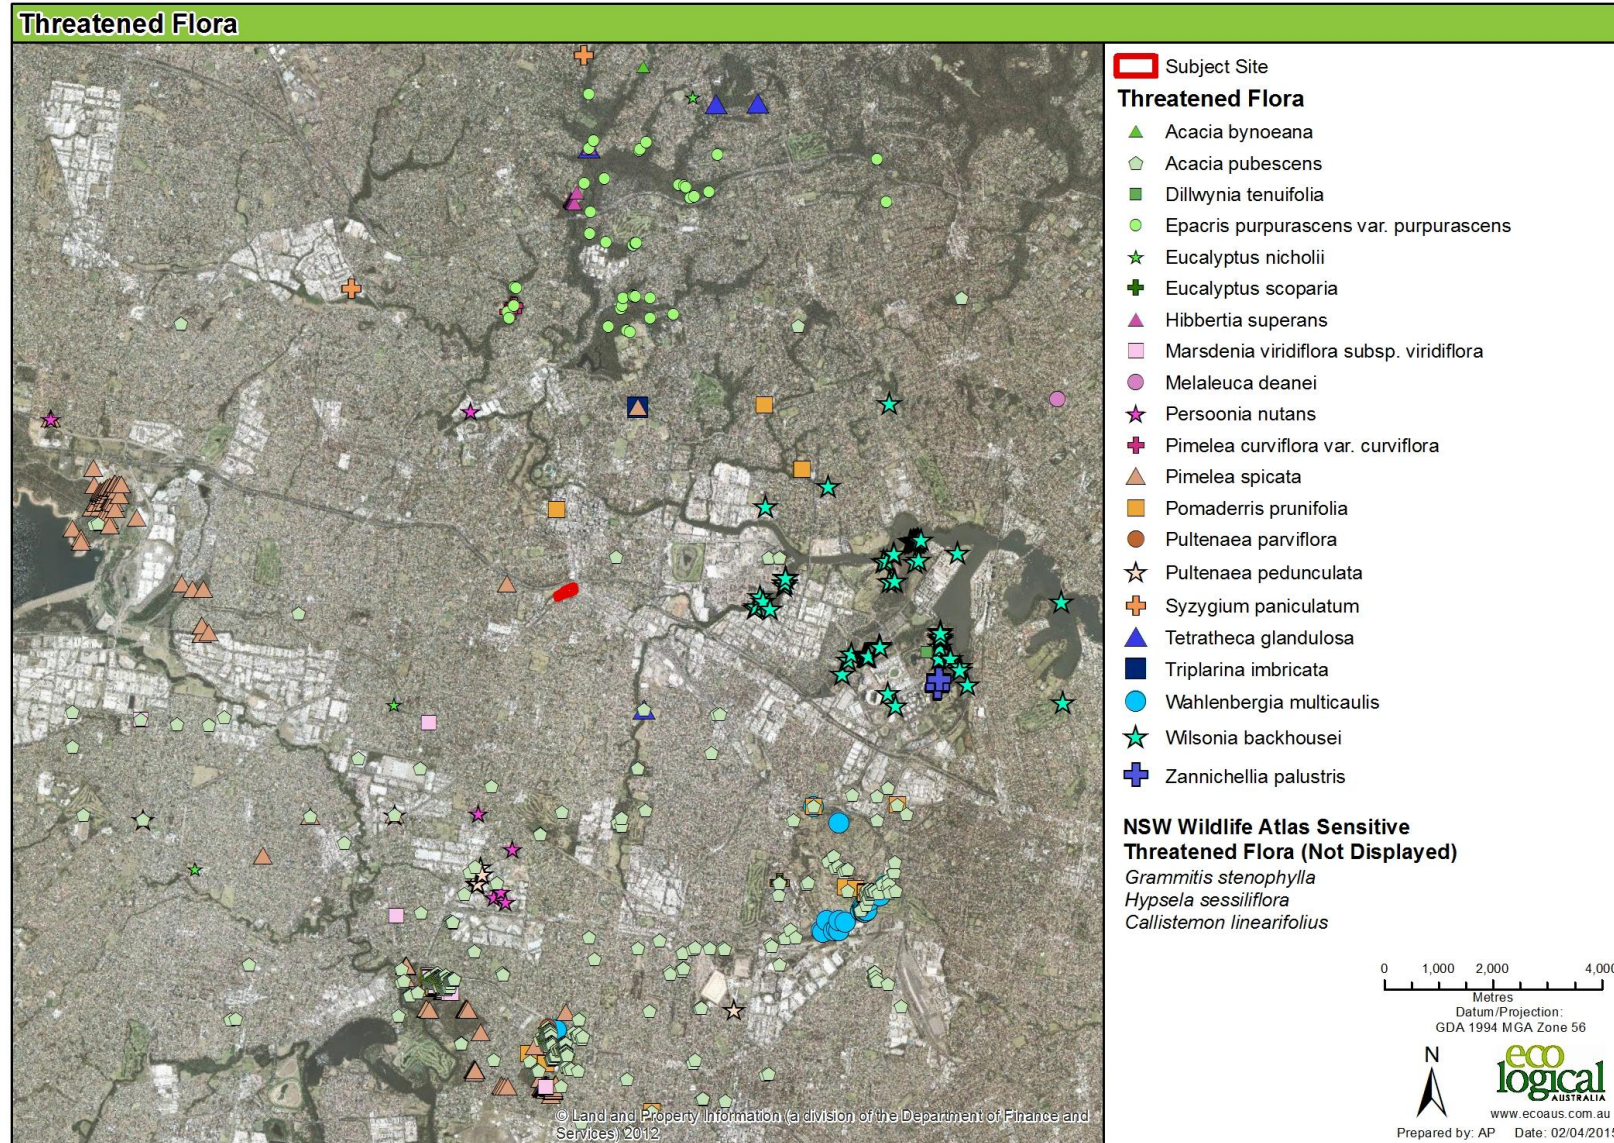 Threatened Flora
Subject Site
Threatened Flora
Acacia bynoeana
Acacia pubescens
Dillwynia tenuifolia
Epacris purpurascens var. purpurascens
Eucalyptus nicholii
Eucalyptus scoparia
Hibbertia superans
Marsdenia viridiflora subsp. viridiflora
Melaleuca deanei
Persoonia nutans
Pimelea curviflora var. curviflora
Pimelea spicata
Pomaderris prunifolia
Pultenaea parviflora
Pultenaea pedunculata
Syzygium paniculatum
Tetratheca glandulosa
Triplarina imbricata
Wahlenbergia multicaulis
Wilsonia backhousei
Zannichellia palustris
NSW Wildlife Atlas Sensitive
Threatened Flora (Not Displayed)
Grammitis stenophylla
Hypsela sessiliflora
Callistemon linearifolius
0 1,000 2,000 4,000
Metres
Datum/Projection:
GDA 1994 MGA Zone 56
N
eco
logical
AUSTRALIA
www.ecoaus.com.au
Prepared by: AP Date: 02/04/2015
© Land and Property Information (a division of the Department of Finance and
Services) 2012